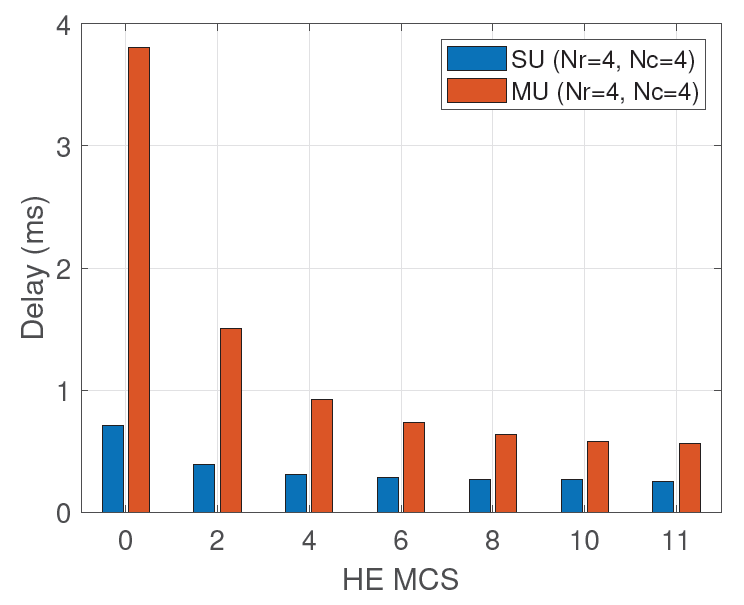 4
3
2
1
0
Delay (ms)
SU (Nr=4, Nc=4)
MU (Nr=4, Nc=4)
0 2 4 6 8 10 11
HE MCS